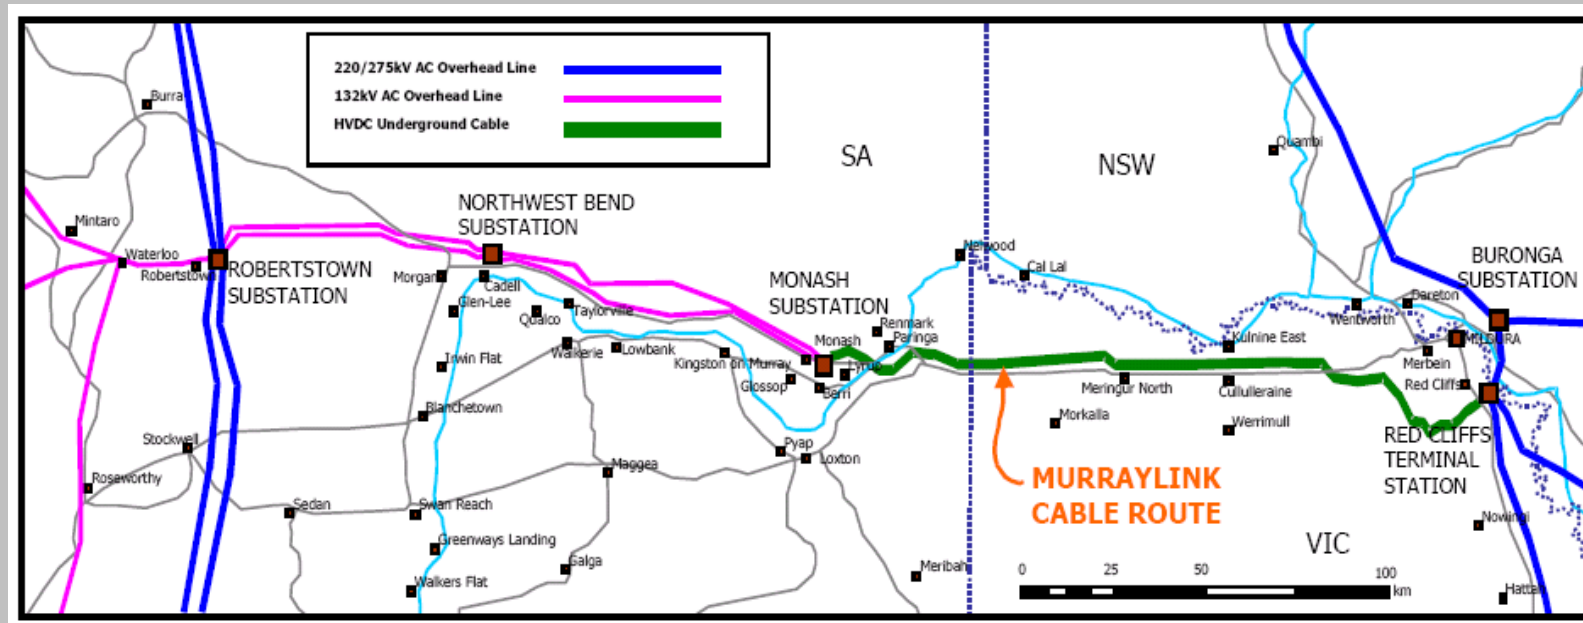 220/275kV AC Overhead Line
132kV AC Overhead Line
HVDC Underground Cable
Burra
SA
NSW
Quambi
Mintaro
NORTHWEST BEND
SUBSTATION
Waterloo
Robertstown
ROBERTSTOWN
SUBSTATION
Morgan
Cadell
Glen-Lee
Qualco
Taylorville
MONASH
SUBSTATION
Cal Lal
BURONGA
SUBSTATION
Dareton
Wentworth
Renmark
Paringa
Monash
Kulnine East
MILDURA
Merbein
Irwin Flat
Walkerie
Lowbank
Kingston on Murray
Lyrup
Glossop
Berri
Meringur North
Cullulleraine
Red Cliffs
Blanchetown
Morkalla
Werrimull
Stockwell
Pyap
Loxton
RED CLIFFS
TERMINAL
STATION
Maggea
Roseworthy
MURRAYLINK
CABLE ROUTE
Sedan
Swan Reach
Nowingi
Greenways Landing
VIC
Galga
Meribah
Walkers Flat
0 25 50 100
km